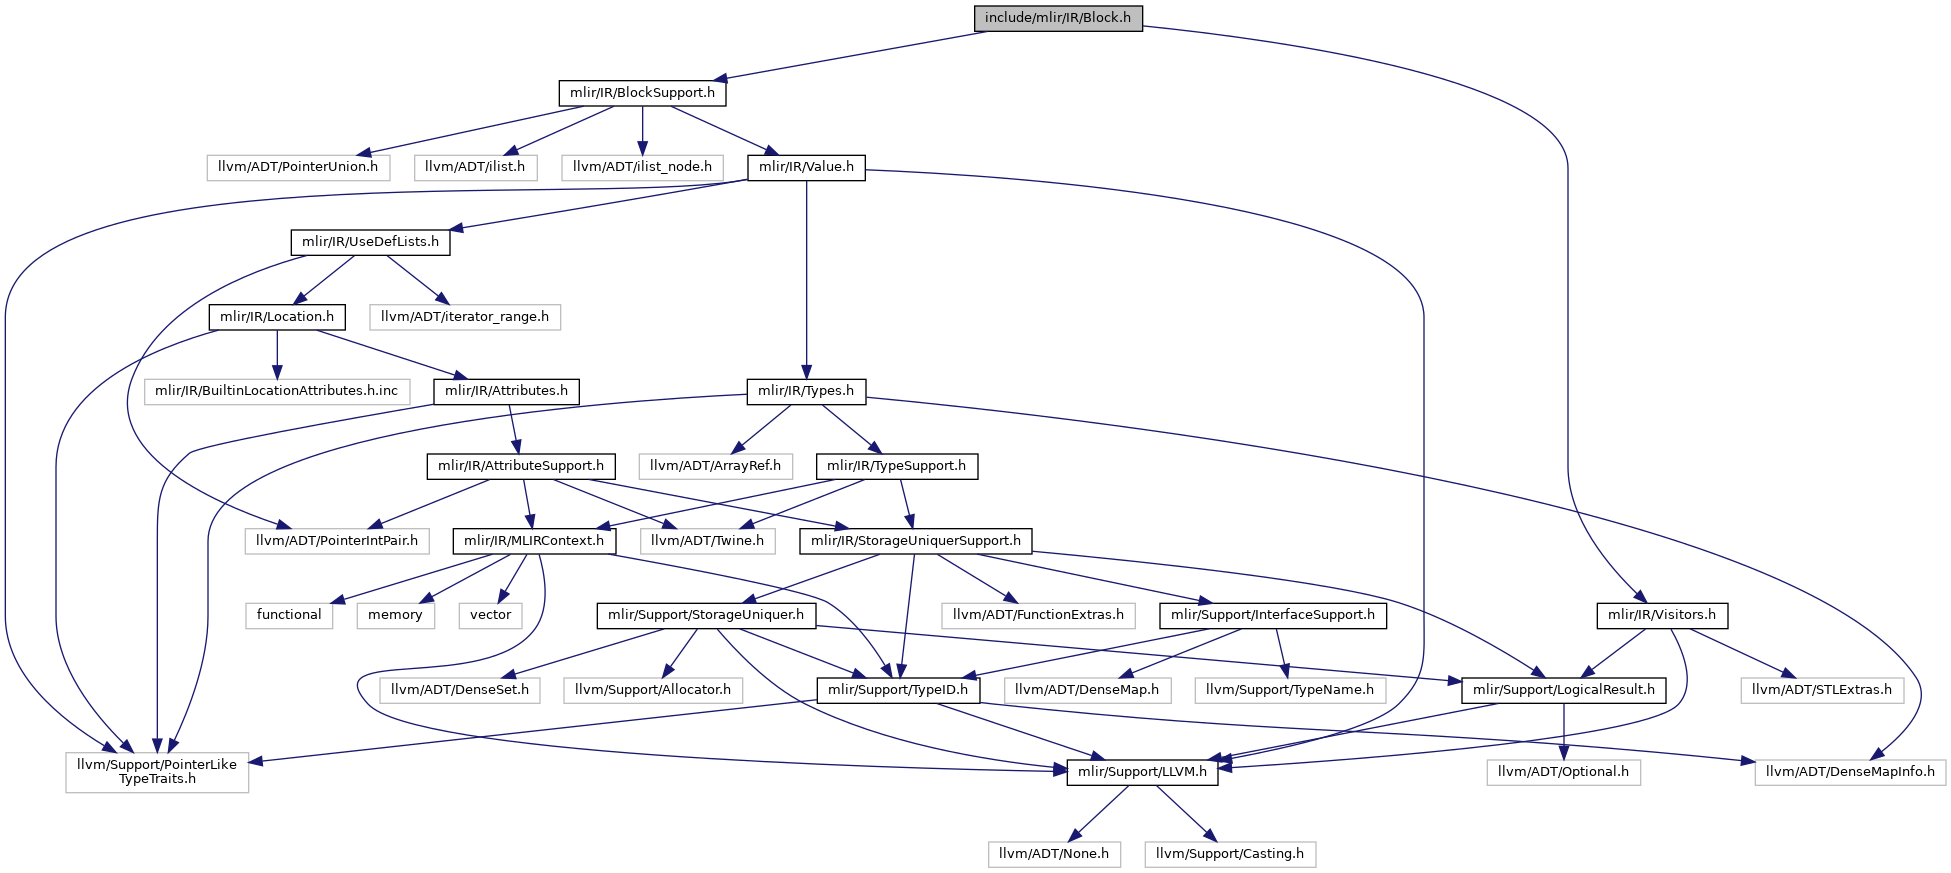 include/mlir/IR/Block.h
mlir/IR/BlockSupport.h
llvm/ADT/PointerUnion.h
llvm/ADT/ilist.h
llvm/ADT/ilist_node.h
mlir/IR/Value.h
mlir/IR/UseDefLists.h
mlir/IR/Location.h
llvm/ADT/iterator_range.h
mlir/IR/BuiltinLocationAttributes.h.inc
mlir/IR/Attributes.h
mlir/IR/Types.h
mlir/IR/AttributeSupport.h
llvm/ADT/ArrayRef.h
mlir/IR/TypeSupport.h
llvm/ADT/PointerIntPair.h
mlir/IR/MLIRContext.h
llvm/ADT/Twine.h
mlir/IR/StorageUniquerSupport.h
functional
memory
vector
mlir/Support/StorageUniquer.h
llvm/ADT/FunctionExtras.h
mlir/Support/InterfaceSupport.h
mlir/IR/Visitors.h
llvm/ADT/DenseSet.h
llvm/Support/Allocator.h
mlir/Support/TypeID.h
llvm/ADT/DenseMap.h
llvm/Support/TypeName.h
mlir/Support/LogicalResult.h
llvm/ADT/STLExtras.h
llvm/Support/PointerLike
TypeTraits.h
mlir/Support/LLVM.h
llvm/ADT/Optional.h
llvm/ADT/DenseMapInfo.h
llvm/ADT/None.h
llvm/Support/Casting.h